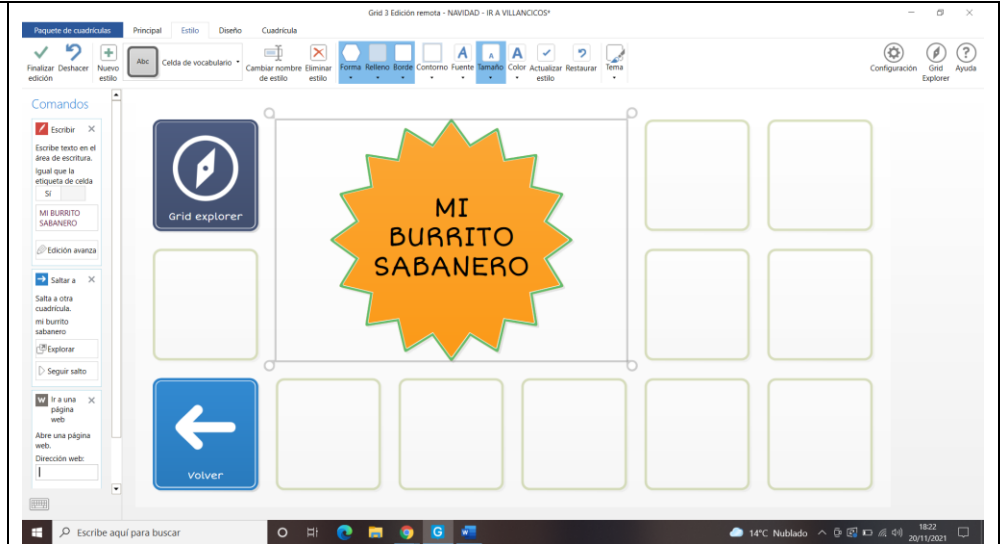 Grid 3 Edición remota - NAVIDAD - IR A VILLANCICOS*
Paquete de cuadrículas Principal Estilo Diseño Cuadrícula
Finalizar edición
Deshacer
Nuevo estilo
Abc
Celda de vocabulario
Cambiar nombre de estilo
Eliminar estilo
Forma
Relleno
Borde
Contorno
A
Fuente
A
Tamaño
A
Color
Actualizar estilo
Restaurar
Tema
Configuración
Grid Explorer
?
Ayuda
Comandos
Escribir
Escribe texto en el
área de escritura.
Igual que la
etiqueta de celda
Sí
MI BURRITO
SABANERO
Edición avanza
Saltar a
Salta a otra
cuadrícula.
mi burrito
sabanero
Explorar
Seguir salto
W Ir a una
página
web
Abre una página
web.
Dirección web:
Grid explorer
MI
BURRITO
SABANERO
Volver
Escribe aquí para buscar
G
W
14°C Nublado
18:22
20/11/2021